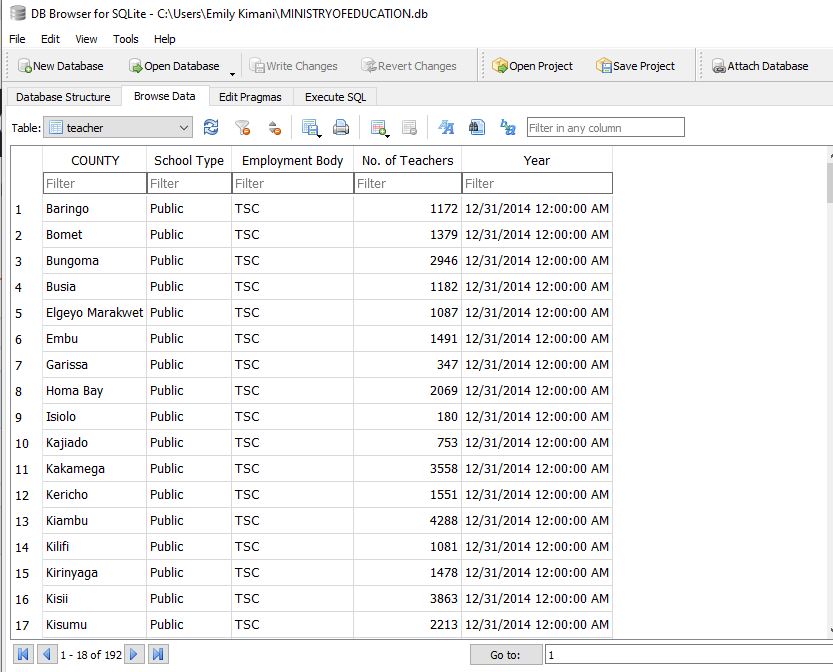 DB Browser for SQLite - C:\Users\Emily Kimani\MINISTRYOFEDUCATION.db
File Edit View Tools Help
New Database Open Database Write Changes Revert Changes Open Project Save Project Attach Database
Database Structure Browse Data Edit Pragmas Execute SQL
Table: teacher Filter in any column
COUNTY School Type Employment Body No. of Teachers Year
Filter Filter Filter Filter Filter
1 Baringo Public TSC 1172 12/31/2014 12:00:00 AM
2 Bomet Public TSC 1379 12/31/2014 12:00:00 AM
3 Bungoma Public TSC 2946 12/31/2014 12:00:00 AM
4 Busia Public TSC 1182 12/31/2014 12:00:00 AM
5 Elgeyo Marakwet Public TSC 1087 12/31/2014 12:00:00 AM
6 Embu Public TSC 1491 12/31/2014 12:00:00 AM
7 Garissa Public TSC 347 12/31/2014 12:00:00 AM
8 Homa Bay Public TSC 2069 12/31/2014 12:00:00 AM
9 Isiolo Public TSC 180 12/31/2014 12:00:00 AM
10 Kajiado Public TSC 753 12/31/2014 12:00:00 AM
11 Kakamega Public TSC 3558 12/31/2014 12:00:00 AM
12 Kericho Public TSC 1551 12/31/2014 12:00:00 AM
13 Kiambu Public TSC 4288 12/31/2014 12:00:00 AM
14 Kilifi Public TSC 1081 12/31/2014 12:00:00 AM
15 Kirinyaga Public TSC 1478 12/31/2014 12:00:00 AM
16 Kisii Public TSC 3863 12/31/2014 12:00:00 AM
17 Kisumu Public TSC 2213 12/31/2014 12:00:00 AM
1 - 18 of 192 Go to: 1